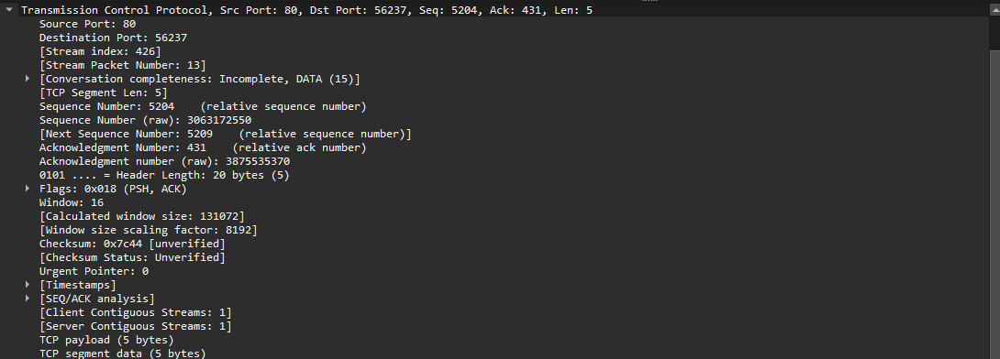 Transmission Control Protocol, Src Port: 80, Dst Port: 56237, Seq: 5204, Ack: 431, Len: 5
Source Port: 80
Destination Port: 56237
[Stream index: 426]
[Stream Packet Number: 13]
[Conversation completeness: Incomplete, DATA (15)]
[TCP Segment Len: 5]
Sequence Number: 5204    (relative sequence number)
Sequence Number (raw): 3063172550
[Next Sequence Number: 5209    (relative sequence number)]
Acknowledgment Number: 431    (relative ack number)
Acknowledgment number (raw): 3875535370
0101 .... = Header Length: 20 bytes (5)
Flags: 0x018 (PSH, ACK)
Window: 16
[Calculated window size: 131072]
[Window size scaling factor: 8192]
Checksum: 0x7c44 [unverified]
[Checksum Status: Unverified]
Urgent Pointer: 0
[Timestamps]
[SEQ/ACK analysis]
[Client Contiguous Streams: 1]
[Server Contiguous Streams: 1]
TCP payload (5 bytes)
TCP segment data (5 bytes)